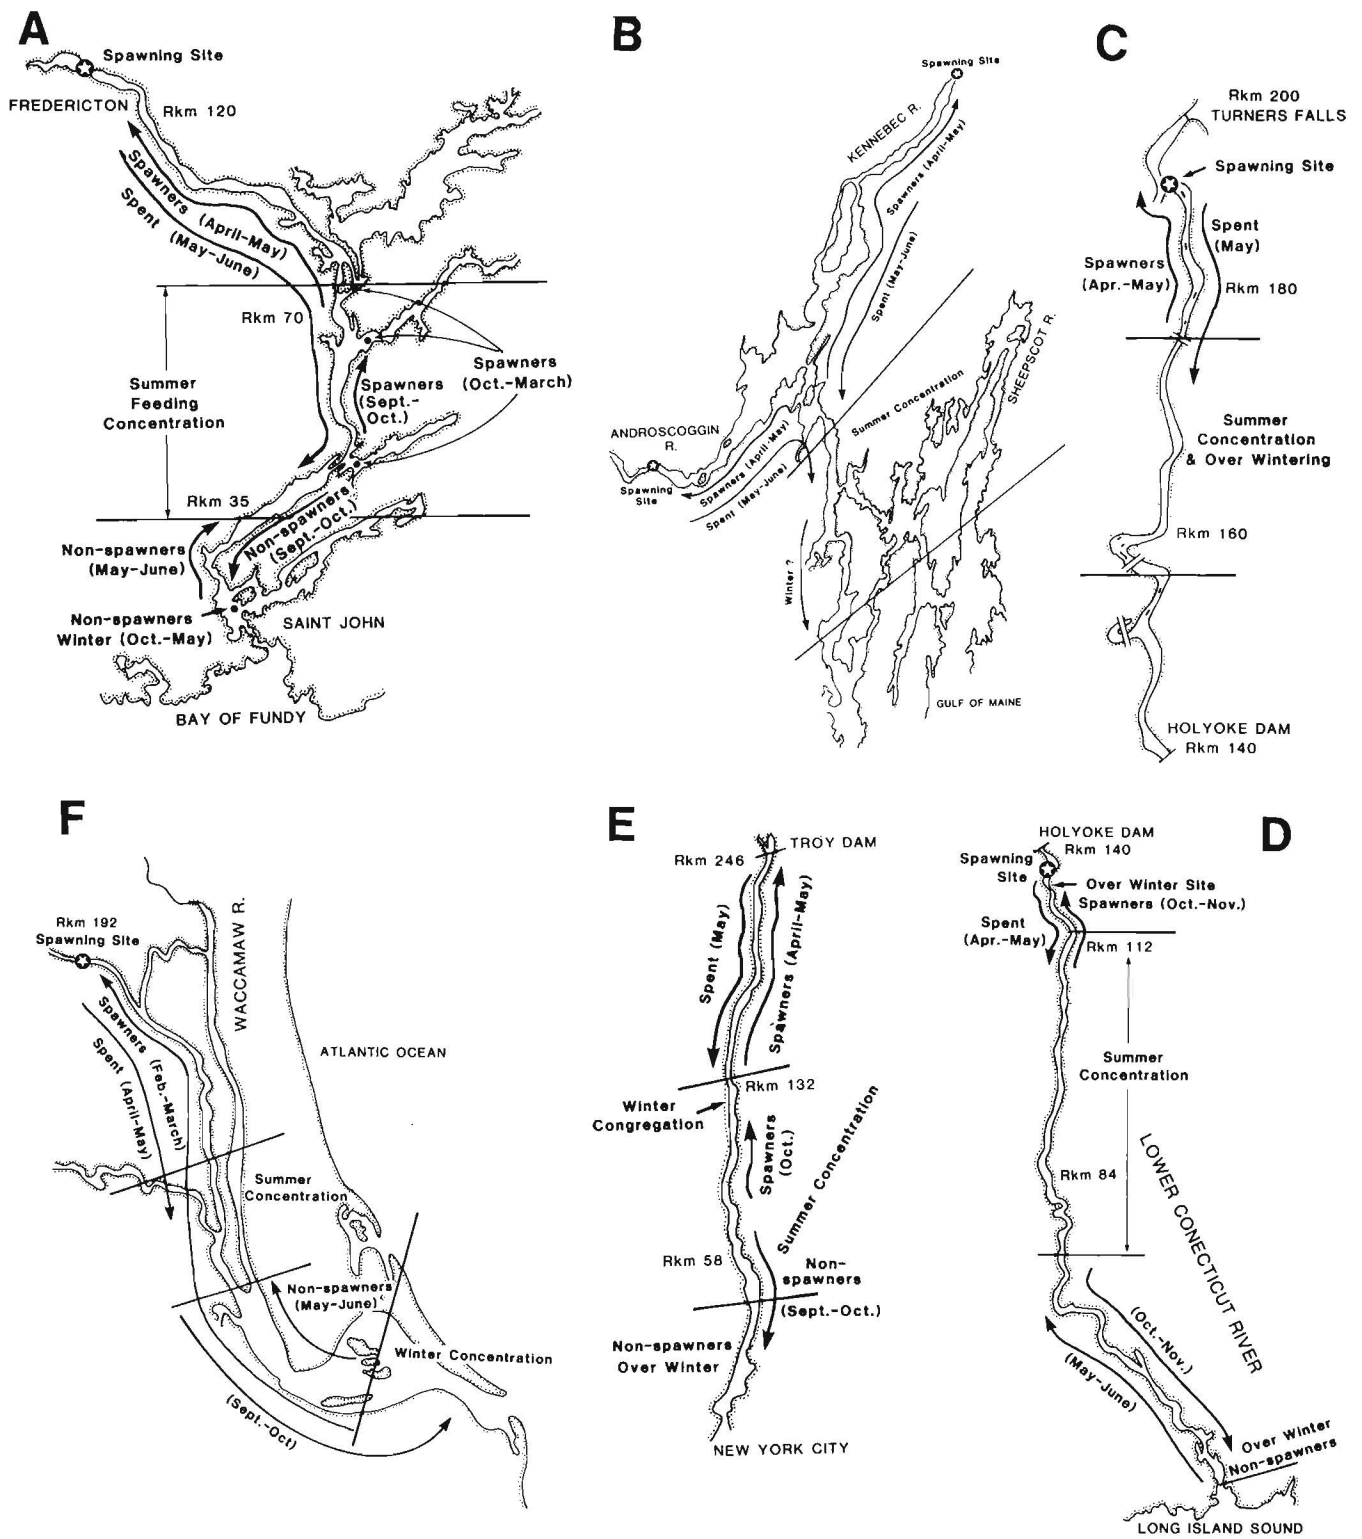 A
Spawning Site
FREDERICTON
Rkm 120
Spawners (April-May)
Spent (May-June)
Rkm 70
Summer
Feeding
Concentration
Spawners
(Oct.-March)
Spawners
(Sept.-
Oct.)
Rkm 35
Non-spawners
(Sept.-Oct.)
Non-spawners
(May-June)
Non-spawners
Winter (Oct.-May)
SAINT JOHN
BAY OF FUNDY
B
Spawning Site
KENNEBEC R.
Spawners (April-May)
Spent (May-June)
SHEEPSCOT R.
Summer Concentration
ANDROSCOGGIN
R.
Spawning
Site
Spawners (April-May)
Spent (May-June)
Winter ?
GULF OF MAINE
C
Rkm 200
TURNERS FALLS
Spawning Site
Spent
(May)
Spawners
(Apr.-May)
Rkm 180
Summer
Concentration
& Over Wintering
Rkm 160
HOLYOKE DAM
Rkm 140
F
Rkm 192
Spawning Site
WACCAMAW R.
ATLANTIC OCEAN
Spawners (Feb.-March)
Spent (April-May)
Summer
Concentration
Non-spawners
(May-June)
Winter Concentration
(Sept.-Oct)
E
TROY DAM
Rkm 246
Spent (May)
Spawners (April-May)
Rkm 132
Winter
Congregation
Spawners
(Oct.)
Summer Concentration
Rkm 58
Non-
spawners
(Sept.-Oct.)
Non-spawners
Over Winter
NEW YORK CITY
D
HOLYOKE DAM
Rkm 140
Spawning
Site
Over Winter Site
Spawners (Oct.-Nov.)
Spent
(Apr.-May)
Rkm 112
Summer
Concentration
Rkm 84
LOWER CONECTICUT RIVER
(Oct.-Nov.)
(May-June)
Over Winter
Non-spawners
LONG ISLAND SOUND